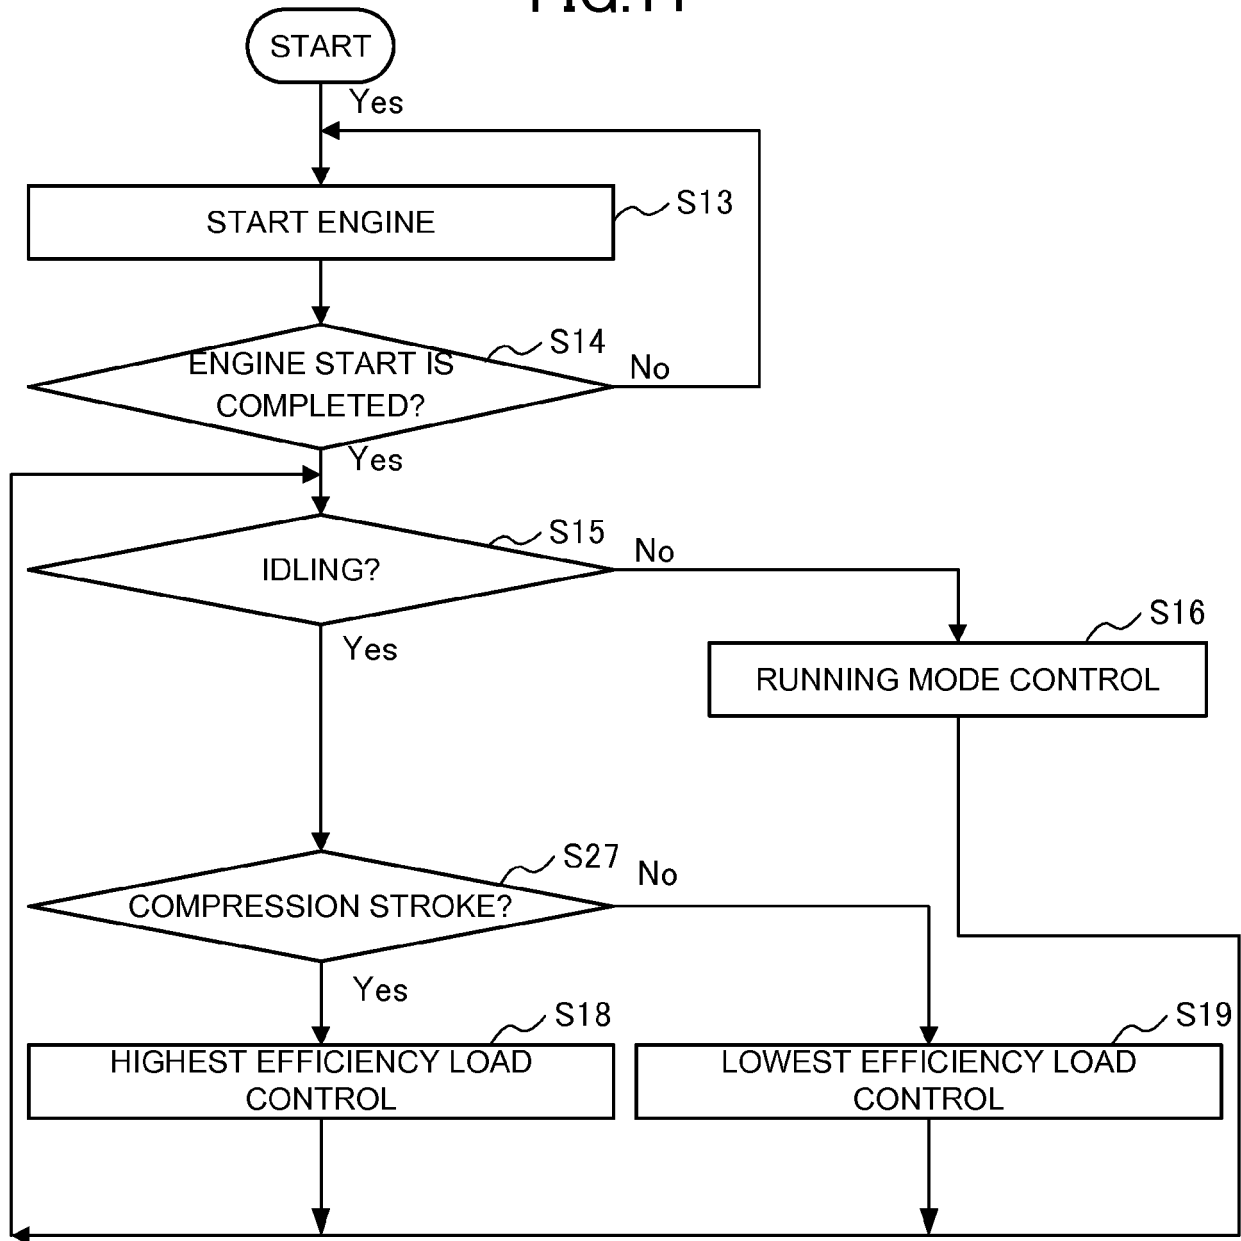 START
Yes
START ENGINE
S13
S14
ENGINE START IS
COMPLETED?
No
Yes
S15
IDLING?
No
Yes
S16
RUNNING MODE CONTROL
S27
COMPRESSION STROKE?
No
Yes
S18
HIGHEST EFFICIENCY LOAD
CONTROL
S19
LOWEST EFFICIENCY LOAD
CONTROL